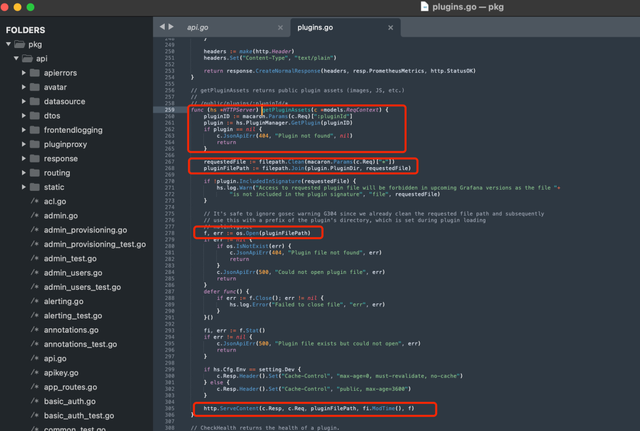 plugins.go — pkg
FOLDERS
pkg
api
apierrors
avatar
datasource
dtos
frontendlogging
pluginproxy
response
routing
static
/* acl.go
/* admin.go
/* admin_provisioning.go
/* admin_provisioning_test.go
/* admin_test.go
/* admin_users.go
/* admin_users_test.go
/* alerting.go
/* alerting_test.go
/* annotations.go
/* annotations_test.go
/* api.go
/* apikey.go
/* app_routes.go
/* basic_auth.go
/* basic_auth_test.go
/* common_test.go
api.go
plugins.go
249 }
250
251 headers := make(http.Header)
252 headers.Set("Content-Type", "text/plain")
253
254 return response.CreateNormalResponse(headers, resp.PrometheusMetrics, http.StatusOK)
255 }
256
257 // getPluginAssets returns public plugin assets (images, JS, etc.)
//
259 func (hs *HTTPServer) getPluginAssets(c *models.ReqContext) {
260 pluginID := macaron.Params(c.Req)[":pluginId"]
261 plugin := hs.PluginManager.GetPlugin(pluginID)
262 if plugin == nil {
263 c.JsonApiErr(404, "Plugin not found", nil)
264 return
265 }
266
267 requestedFile := filepath.Clean(macaron.Params(c.Req)["*"])
268 pluginFilePath := filepath.Join(plugin.PluginDir, requestedFile)
269
270 if !plugin.IncludedInSignature(requestedFile) {
271 hs.log.Warn("Access to requested plugin file will be forbidden in upcoming Grafana versions as the file "+
272 "is not included in the plugin signature", "file", requestedFile)
273 }
274
275 // It's safe to ignore gosec warning G304 since we already clean the requested file path and subsequently
276 // use this with a prefix of the plugin's directory, which is set during plugin loading
278 f, err := os.Open(pluginFilePath)
279 if err != nil {
280 if os.IsNotExist(err) {
281 c.JsonApiErr(404, "Plugin file not found", err)
282 return
283 }
284 c.JsonApiErr(500, "Could not open plugin file", err)
285 return
286 }
287 defer func() {
288 if err := f.Close(); err != nil {
289 hs.log.Error("Failed to close file", "err", err)
290 }
291 }()
292
293 fi, err := f.Stat()
294 if err != nil {
295 c.JsonApiErr(500, "Plugin file exists but could not open", err)
296 return
297 }
298
299 if hs.Cfg.Env == setting.Dev {
300 c.Resp.Header().Set("Cache-Control", "max-age=0, must-revalidate, no-cache")
301 } else {
302 c.Resp.Header().Set("Cache-Control", "public, max-age=3600")
303 }
304
305 http.ServeContent(c.Resp, c.Req, pluginFilePath, fi.ModTime(), f)
306 }
307
308 // CheckHealth returns the health of a plugin.